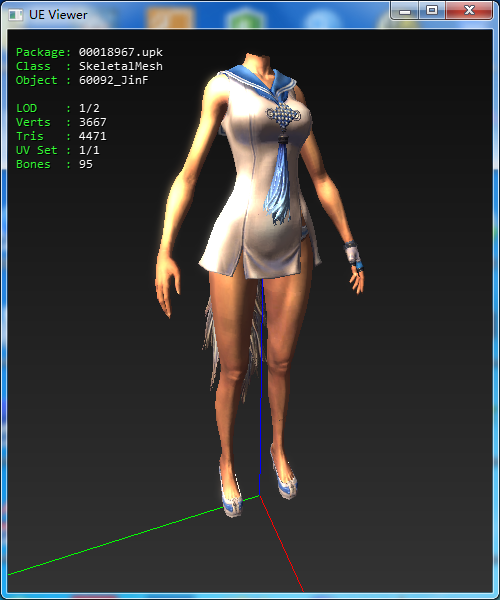 UE Viewer
Package: 00018967.upk
Class : SkeletalMesh
Object : 60092_JinF
LOD : 1/2
Verts : 3667
Tris : 4471
UV Set : 1/1
Bones : 95